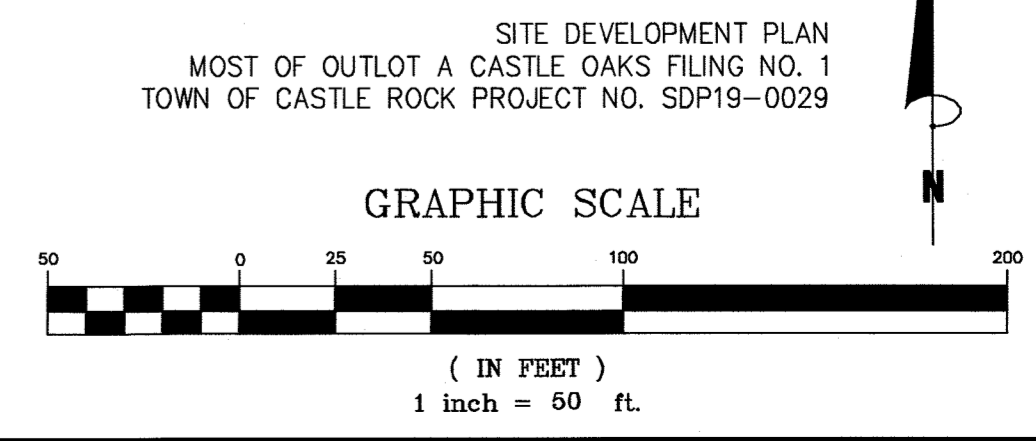 SITE DEVELOPMENT PLAN
MOST OF OUTLOT A CASTLE OAKS FILING NO. 1
TOWN OF CASTLE ROCK PROJECT NO. SDP19-0029
N
GRAPHIC SCALE
50 0 25 50 100 200
( IN FEET )
1 inch = 50 ft.